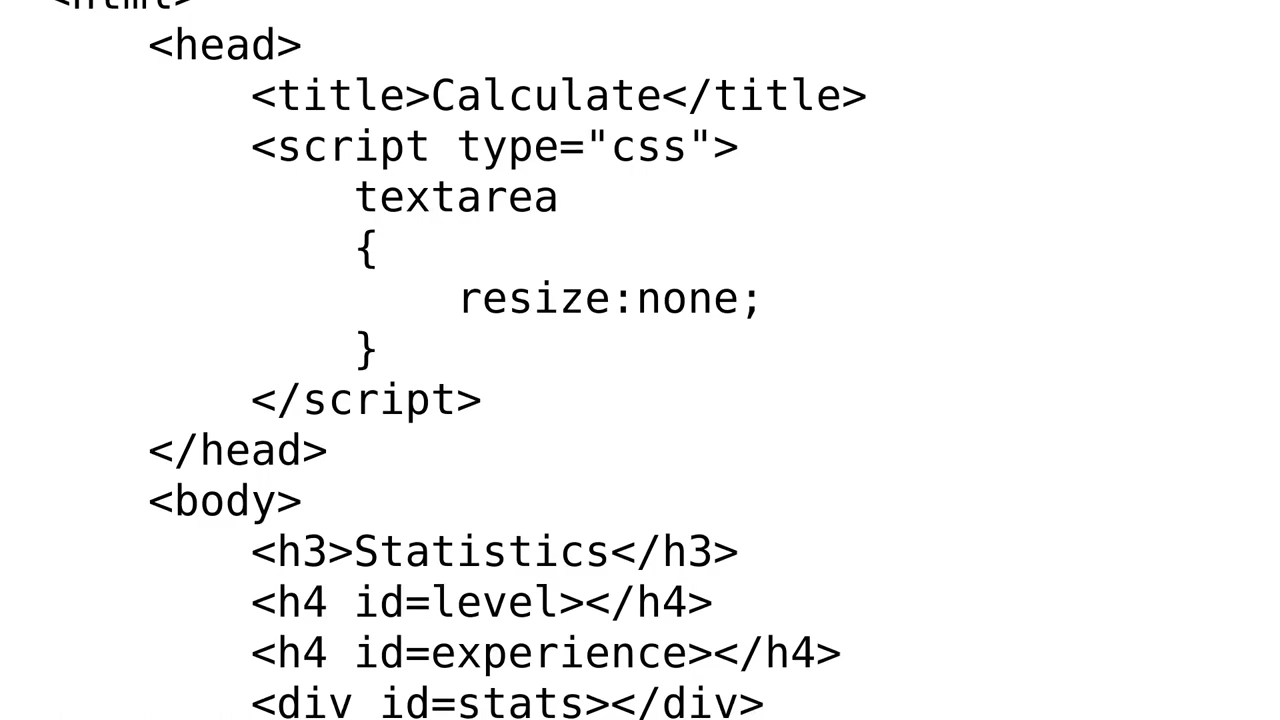 <html>
<head>
<title>Calculate</title>
<script type="css">
textarea
{
resize:none;
}
</script>
</head>
<body>
<h3>Statistics</h3>
<h4 id=level></h4>
<h4 id=experience></h4>
<div id=stats></div>